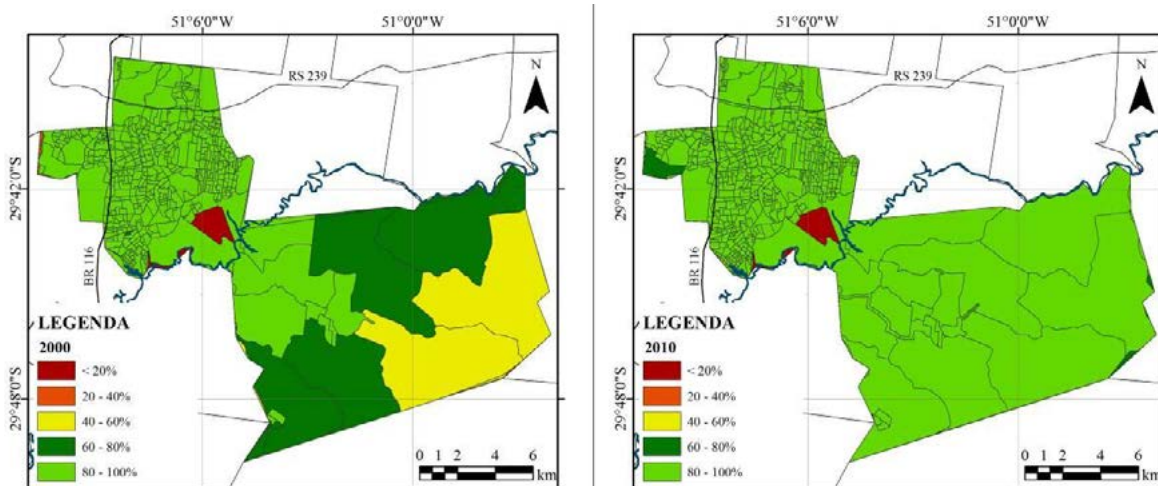 51°6'0"W 51°0'0"W
RS 239
N
29°42'0"S
BR 116
29°48'0"S
LEGENDA
2000
< 20%
20 - 40%
40 - 60%
60 - 80%
80 - 100%
0 1 2 4 6
km
51°6'0"W 51°0'0"W
RS 239
N
29°42'0"S
BR 116
29°48'0"S
LEGENDA
2010
< 20%
20 - 40%
40 - 60%
60 - 80%
80 - 100%
0 1 2 4 6
km